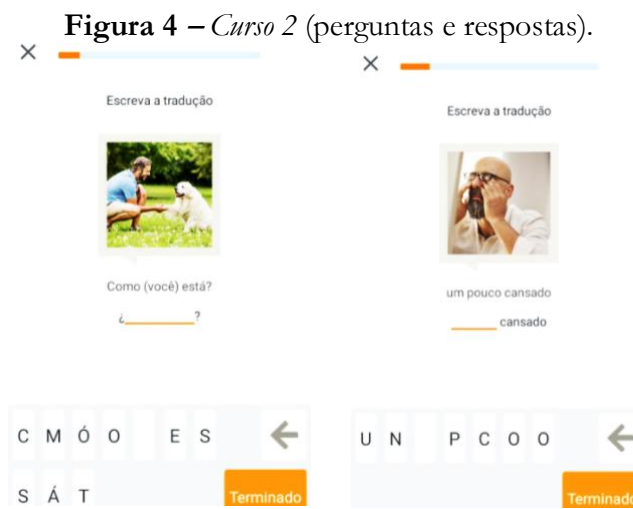 Figura 4 – Curso 2 (perguntas e respostas).
Escreva a tradução
Como (você) está?
¿__________?
C M Ó O E S
S Á T
Terminado
Escreva a tradução
um pouco cansado
______ cansado
U N P C O O
Terminado